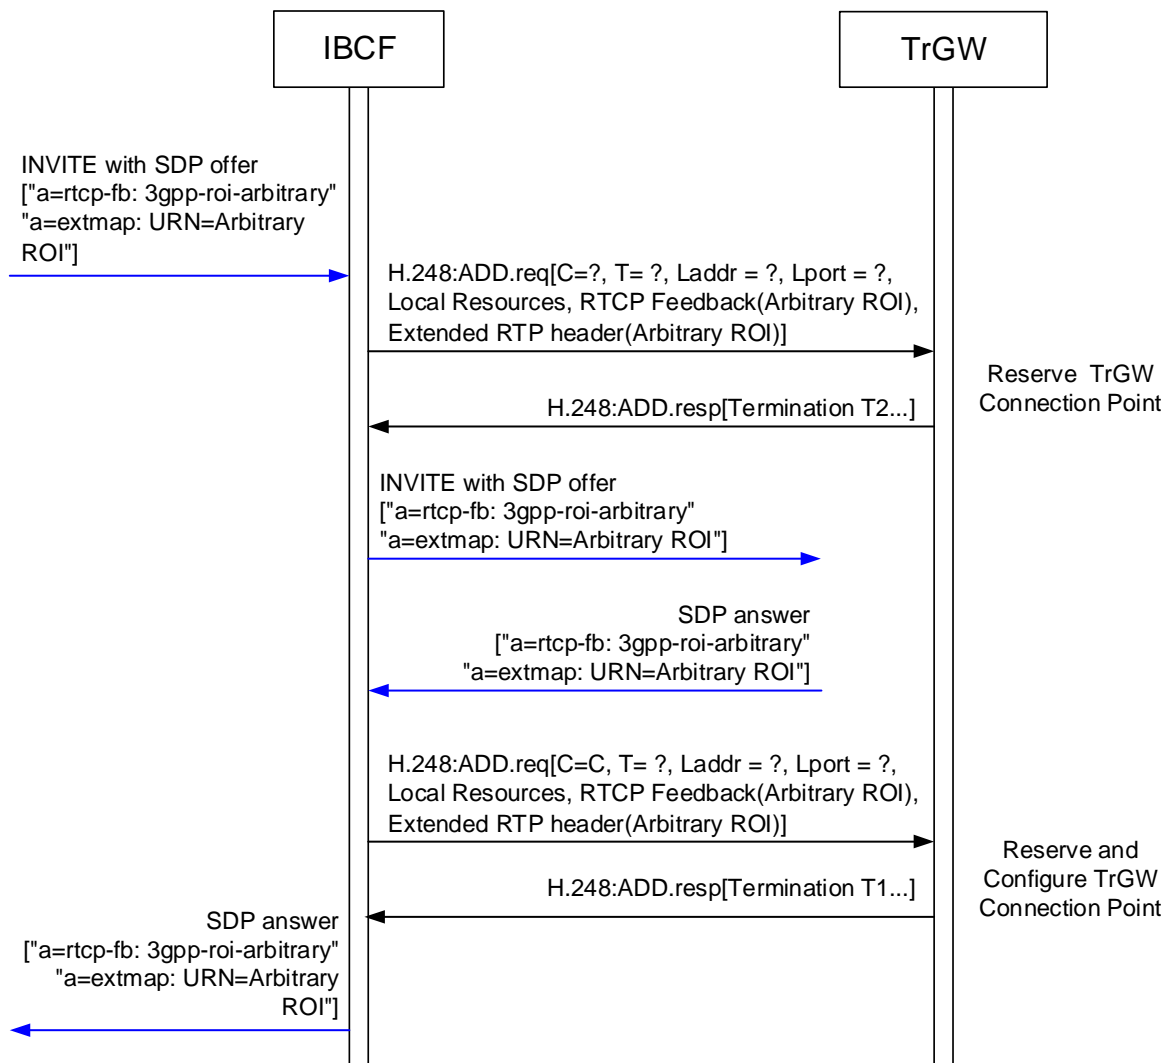 IBCF
TrGW
INVITE with SDP offer
["a=rtcp-fb: 3gpp-roi-arbitrary"
"a=extmap: URN=Arbitrary
ROI"]
H.248:ADD.req[C=?, T= ?, Laddr = ?, Lport = ?,
Local Resources, RTCP Feedback(Arbitrary ROI),
Extended RTP header(Arbitrary ROI)]
Reserve TrGW
Connection Point
H.248:ADD.resp[Termination T2...]
INVITE with SDP offer
["a=rtcp-fb: 3gpp-roi-arbitrary"
"a=extmap: URN=Arbitrary ROI"]
SDP answer
["a=rtcp-fb: 3gpp-roi-arbitrary"
"a=extmap: URN=Arbitrary ROI"]
H.248:ADD.req[C=C, T= ?, Laddr = ?, Lport = ?,
Local Resources, RTCP Feedback(Arbitrary ROI),
Extended RTP header(Arbitrary ROI)]
Reserve and
Configure TrGW
Connection Point
H.248:ADD.resp[Termination T1...]
SDP answer
["a=rtcp-fb: 3gpp-roi-arbitrary"
"a=extmap: URN=Arbitrary
ROI"]